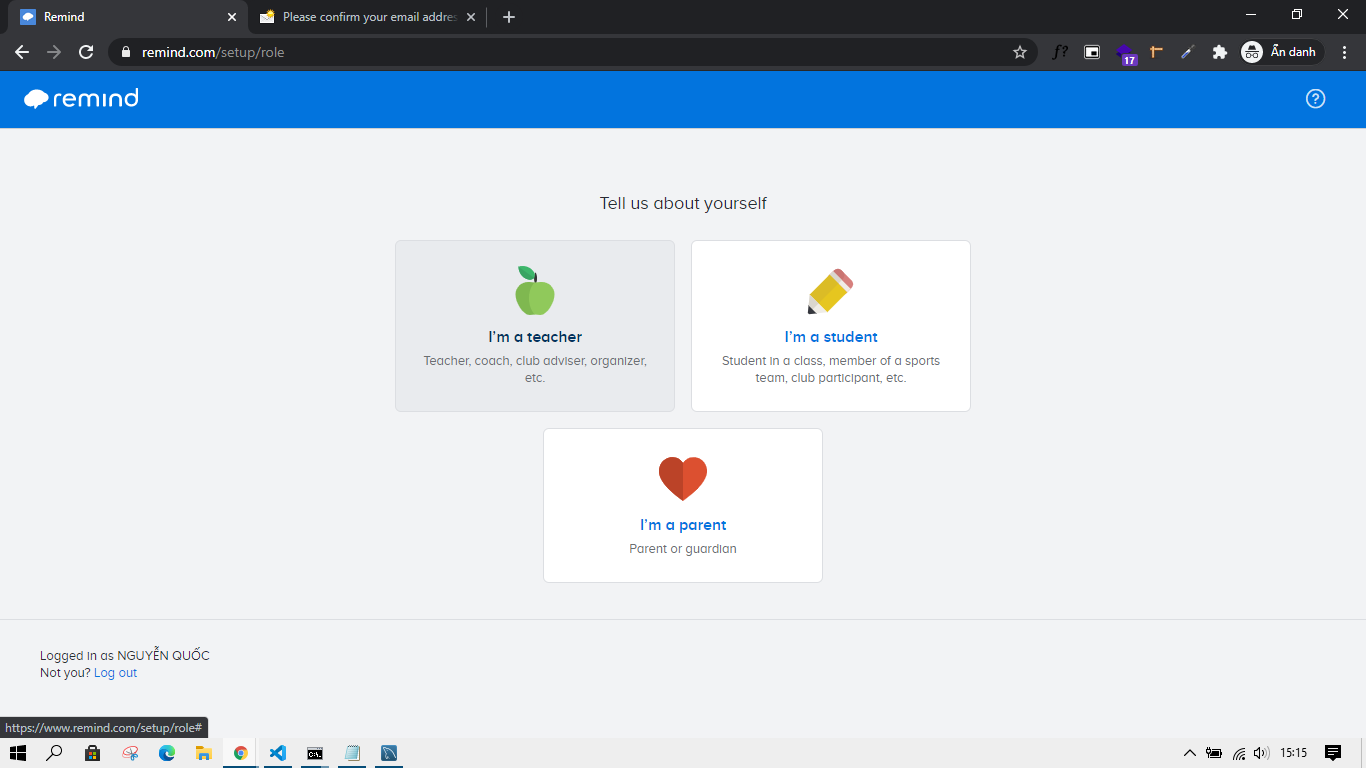 Remind
Please confirm your email addres
remind.com/setup/role
f?
17
Ẩn danh
remind
?
Tell us about yourself
I'm a teacher
Teacher, coach, club adviser, organizer,
etc.
I'm a student
Student in a class, member of a sports
team, club participant, etc.
I'm a parent
Parent or guardian
Logged in as NGUYỄN QUỐC
Not you? Log out
https://www.remind.com/setup/role#
C:\.
15:15